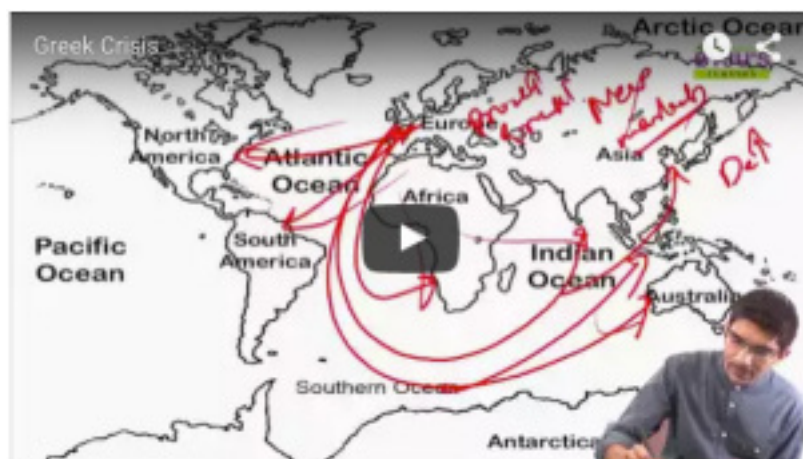 Greek Crisis
Arctic Ocean
CLASSES
North
America
Europe
Asia
Atlantic
Ocean
Africa
Pacific
Ocean
South
America
Indian
Ocean
Australia
Southern Ocean
Antarctica